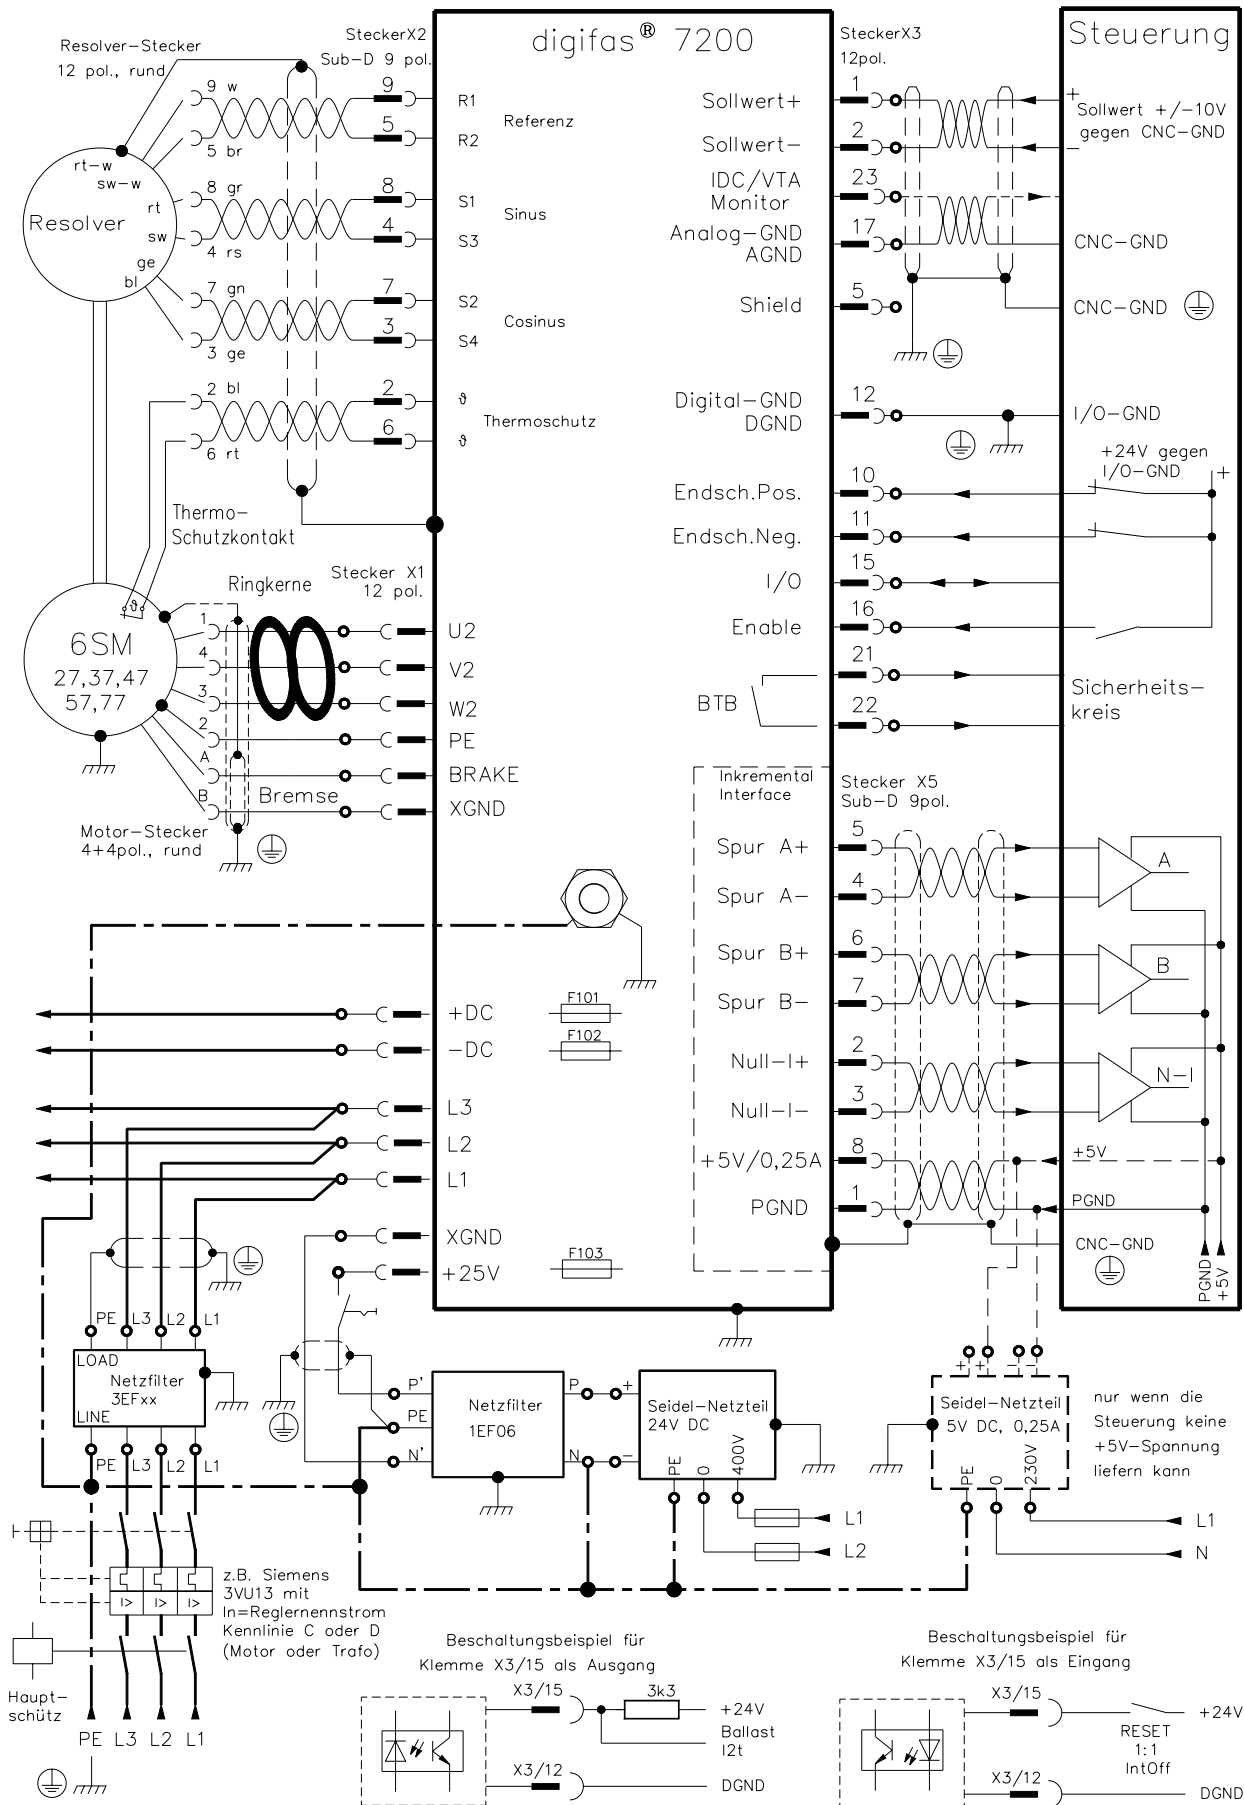 digifas® 7200
Steuerung
Resolver-Stecker
12 pol., rund
SteckerX2
Sub-D 9 pol.
9 w
9
R1
Referenz
5 br
5
R2
rt-w
sw-w
Resolver
rt
sw
ge
bl
8 gr
8
S1
Sinus
4 rs
4
S3
7 gn
7
S2
Cosinus
3 ge
3
S4
2 bl
2
ϑ
Thermoschutz
6 rt
6
ϑ
Thermo-
Schutzkontakt
Ringkerne
Stecker X1
12 pol.
ϑ
6SM
27,37,47
57,77
1
U2
4
V2
3
W2
2
PE
A
BRAKE
B
Bremse
XGND
Motor-Stecker
4+4pol., rund
SteckerX3
12pol.
Sollwert+
1
+
Sollwert +/-10V
gegen CNC-GND
Sollwert-
2
-
IDC/VTA
Monitor
23
Analog-GND
AGND
17
CNC-GND
Shield
5
CNC-GND
Digital-GND
DGND
12
I/O-GND
+24V gegen
I/O-GND
+
Endsch.Pos.
10
Endsch.Neg.
11
I/O
15
Enable
16
21
BTB
22
Sicherheits-
kreis
Inkremental
Interface
Stecker X5
Sub-D 9pol.
Spur A+
5
A
Spur A-
4
Spur B+
6
B
Spur B-
7
Null-I+
2
N-I
Null-I-
3
+5V/0,25A
8
+5V
PGND
1
PGND
CNC-GND
PGND
+5V
+DC
F101
-DC
F102
L3
L2
L1
XGND
+25V
F103
PE L3 L2 L1
LOAD
Netzfilter
3EFxx
LINE
PE L3 L2 L1
P'
PE
N'
Netzfilter
1EF06
P
N
+
-
Seidel-Netzteil
24V DC
PE
0
400V
L1
L2
+ + - -
Seidel-Netzteil
5V DC, 0,25A
PE
0
230V
L1
N
nur wenn die
Steuerung keine
+5V-Spannung
liefern kann
I> I> I>
z.B. Siemens
3VU13 mit
In=Reglernennstrom
Kennlinie C oder D
(Motor oder Trafo)
Haupt-
schütz
PE L3 L2 L1
Beschaltungsbeispiel für
Klemme X3/15 als Ausgang
X3/15
3k3
+24V
Ballast
I2t
X3/12
DGND
Beschaltungsbeispiel für
Klemme X3/15 als Eingang
X3/15
+24V
RESET
1:1
IntOff
X3/12
DGND